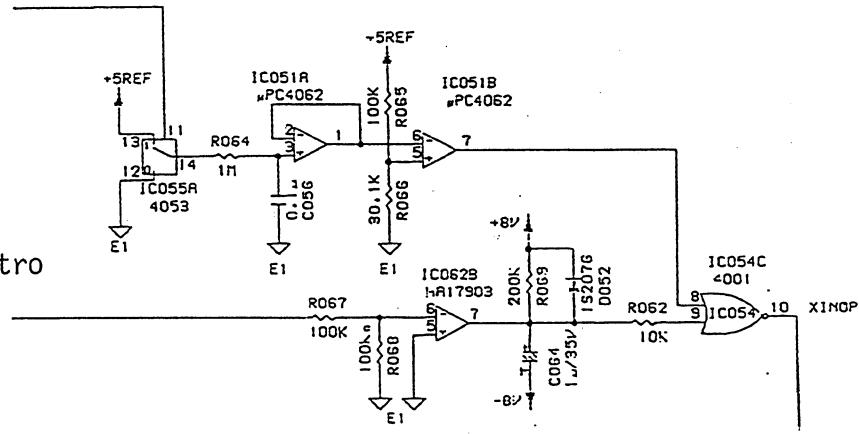 +5REF
IC051A
µPC4062
+5REF
IC051B
µPC4062
100K
R065
13
11
1
12
0
14
R064
1M
2
3
1
6
5
7
IC055A
4053
C056
30.1K
R066
E1
E1
E1
tro
+8V
IC062B
HA17903
200K
R069
1S2076
D052
IC054C
4001
8
9
IC054
10
XINOP
R067
100K
R068
6
5
7
R062
10K
C064
1µ/35V
E1
-8V